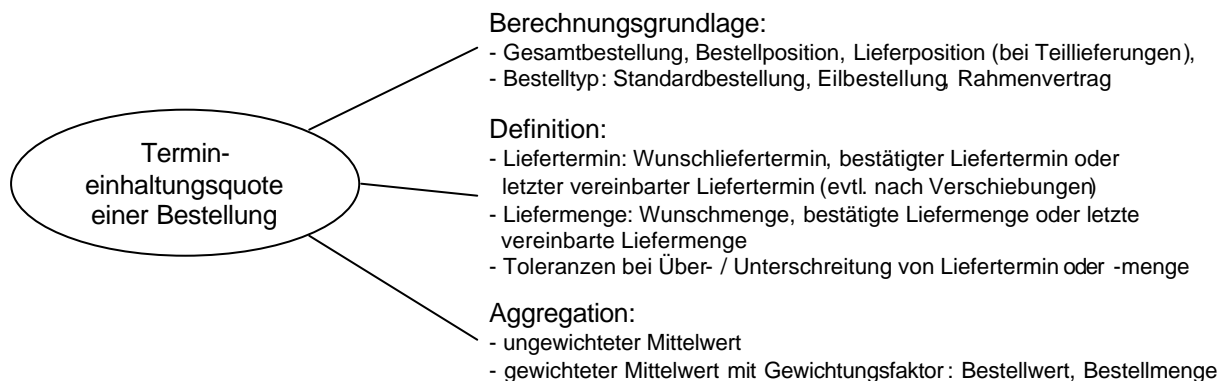 Termin-
einhaltungsquote
einer Bestellung
Berechnungsgrundlage:
- Gesamtbestellung, Bestellposition, Lieferposition (bei Teillieferungen),
- Bestelltyp: Standardbestellung, Eilbestellung, Rahmenvertrag
Definition:
- Liefertermin: Wunschliefertermin, bestätigter Liefertermin oder
letzter vereinbarter Liefertermin (evtl. nach Verschiebungen)
- Liefermenge: Wunschmenge, bestätigte Liefermenge oder letzte
vereinbarte Liefermenge
- Toleranzen bei Über- / Unterschreitung von Liefertermin oder -menge
Aggregation:
- ungewichteter Mittelwert
- gewichteter Mittelwert mit Gewichtungsfaktor: Bestellwert, Bestellmenge